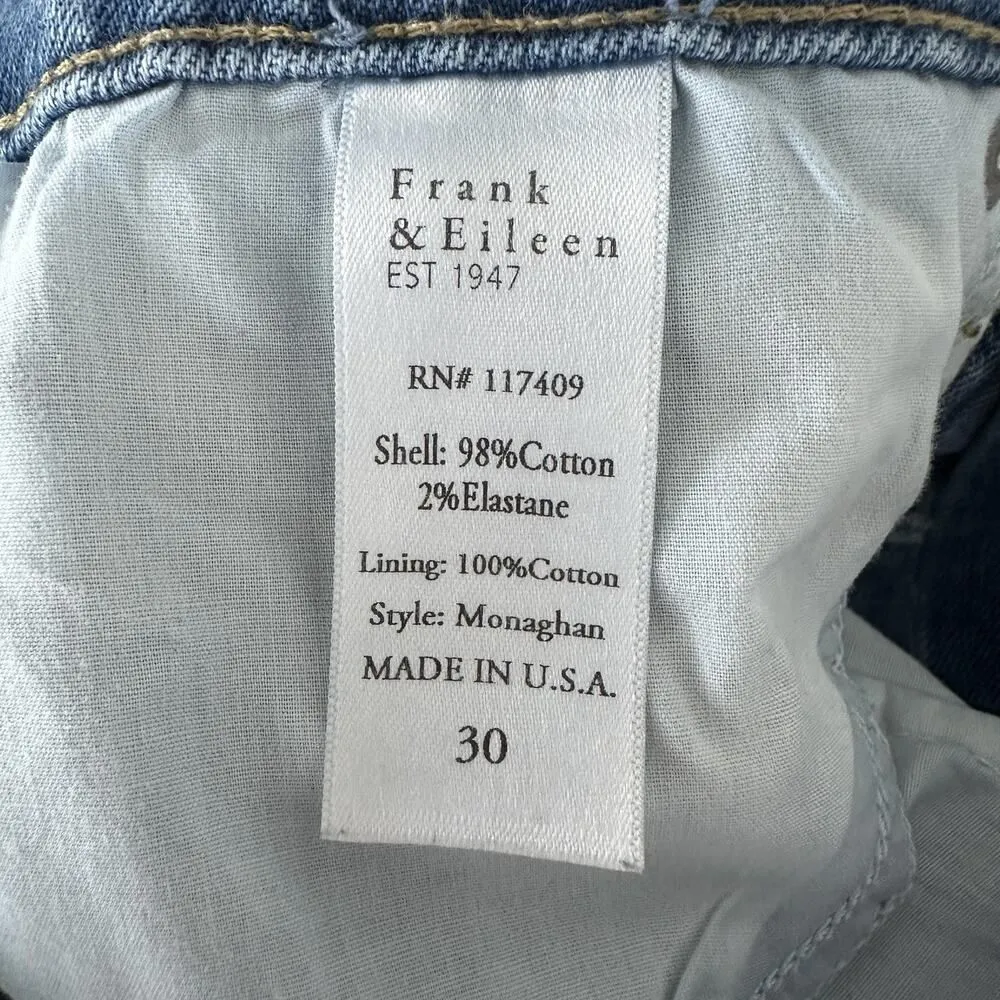 Frank
& Eileen
EST 1947
RN# 117409
Shell: 98%Cotton
2%Elastane
Lining: 100%Cotton
Style: Monaghan
MADE IN U.S.A.
30